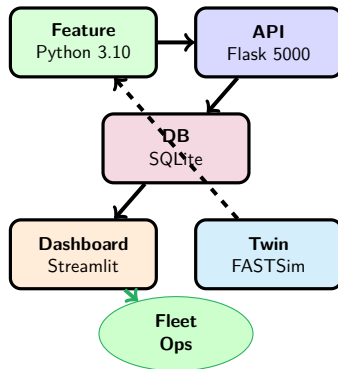 Feature
Python 3.10
API
Flask 5000
DB
SQLite
Dashboard
Streamlit
Twin
FASTSim
Fleet
Ops